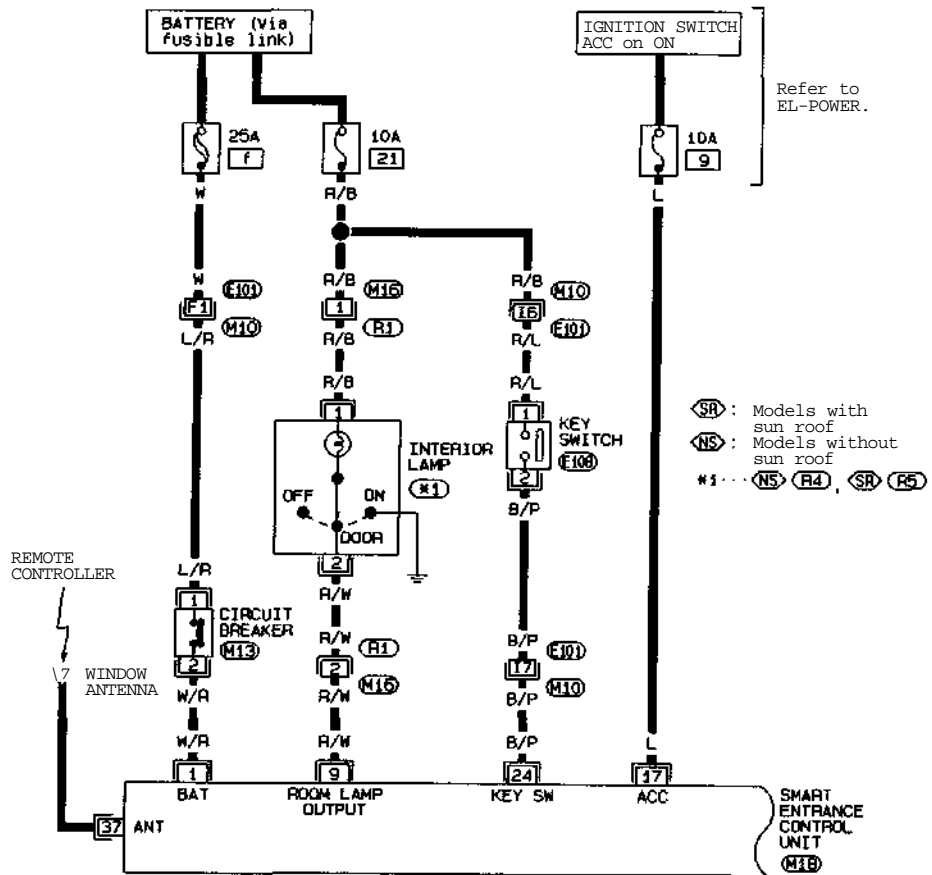 BATTERY (Via
fusible link)
IGNITION SWITCH
ACC on ON
Refer to
EL-POWER.
25A
f
10A
21
10A
9
W
R/B
L
W
E101
F1
M10
L/R
R/B
M16
1
R1
R/B
R/B
M10
I6
E101
R/L
R/B
1
R/L
1
KEY
SWITCH
E108
2
B/P
INTERIOR
LAMP
*1
OFF
ON
DOOR
2
R/W
SR : Models with
sun roof
NS : Models without
sun roof
*1 ··· NS R4 , SR R5
REMOTE
CONTROLLER
L/R
1
CIRCUIT
BREAKER
M13
2
W/R
R/W
R1
2
M16
R/W
B/P
E101
I7
M10
B/P
WINDOW
ANTENNA
W/R
R/W
B/P
L
1
9
24
17
BAT
ROOM LAMP
OUTPUT
KEY SW
ACC
37
ANT
SMART
ENTRANCE
CONTROL
UNIT
M18